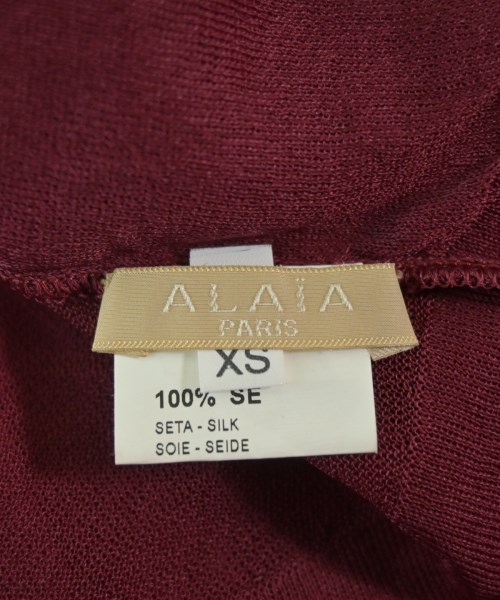 ALAÏA
PARIS
XS
100% SE
SETA - SILK
SOIE - SEIDE